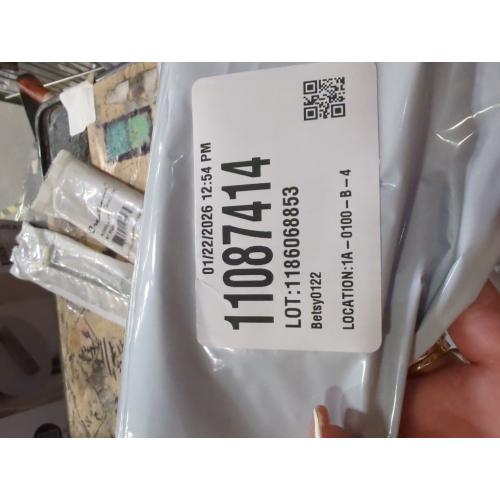 01/22/2026 12:54 PM
11087414
LOT:1186068853
Betsy0122
LOCATION:1A-0100-B-4